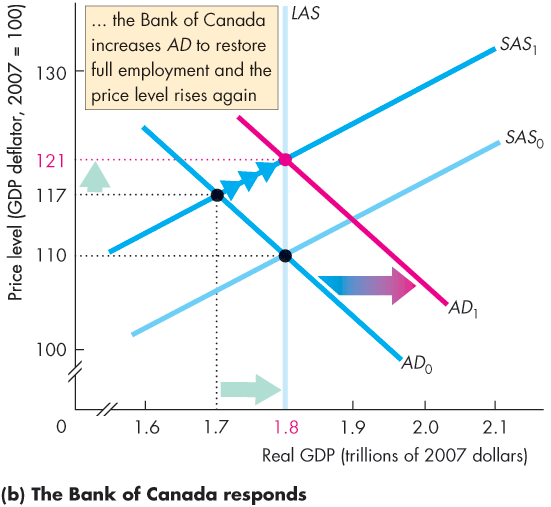 Price level (GDP deflator, 2007 = 100)
... the Bank of Canada
increases AD to restore
full employment and the
price level rises again
LAS
SAS1
SAS0
130
121
117
110
100
AD1
AD0
0
1.6
1.7
1.8
1.9
2.0
2.1
Real GDP (trillions of 2007 dollars)
(b) The Bank of Canada responds